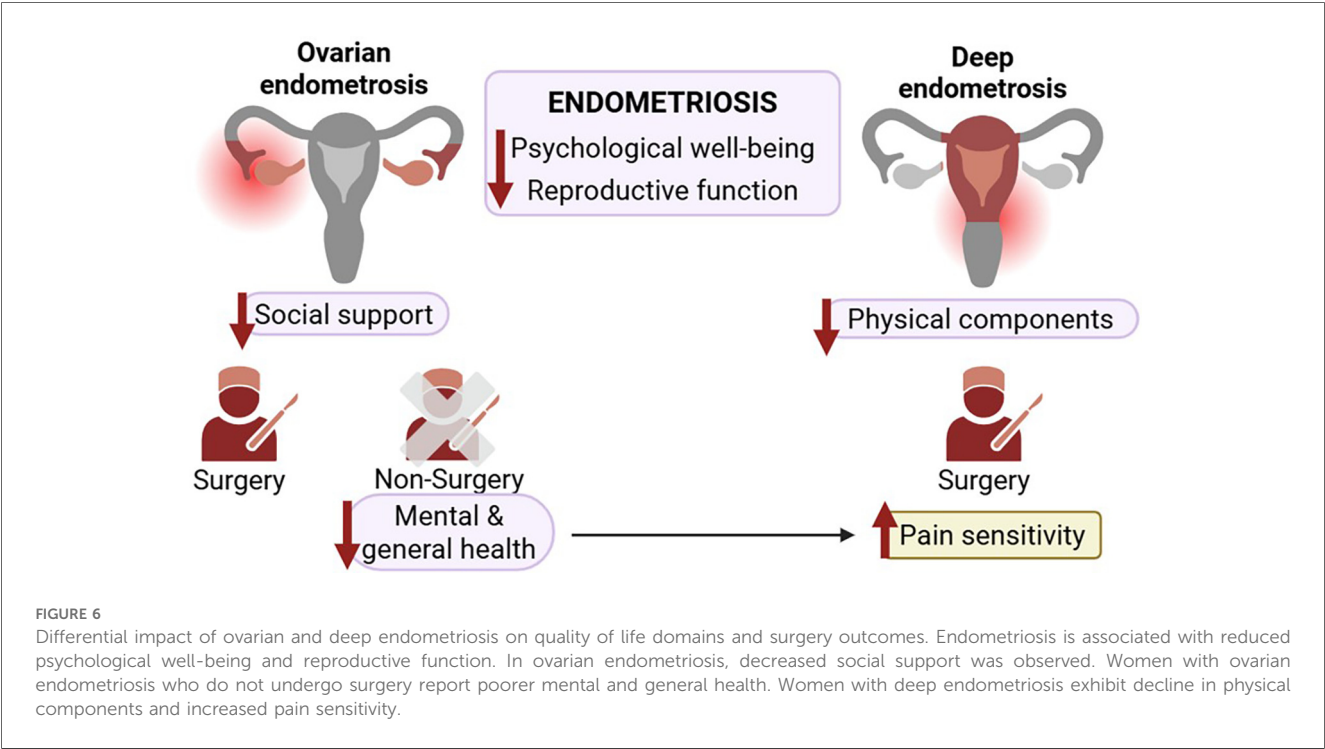 Ovarian
endometrosis
ENDOMETRIOSIS
Psychological well-being
Reproductive function
Deep
endometrosis
Social support
Physical components
Surgery
Non-Surgery
Surgery
Mental &
general health
Pain sensitivity
FIGURE 6
Differential impact of ovarian and deep endometriosis on quality of life domains and surgery outcomes. Endometriosis is associated with reduced
psychological well-being and reproductive function. In ovarian endometriosis, decreased social support was observed. Women with ovarian
endometriosis who do not undergo surgery report poorer mental and general health. Women with deep endometriosis exhibit decline in physical
components and increased pain sensitivity.